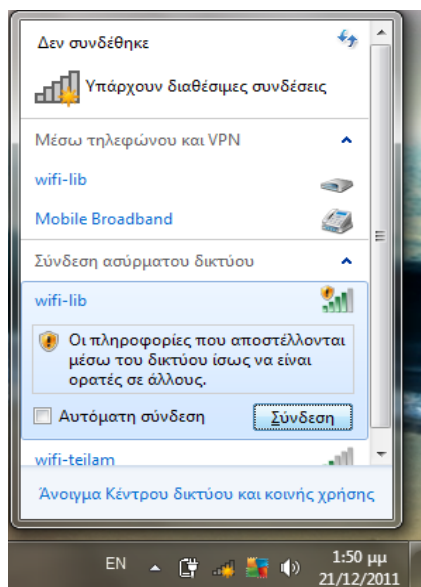 Δεν συνδέθηκε
Υπάρχουν διαθέσιμες συνδέσεις
Μέσω τηλεφώνου και VPN
wifi-lib
Mobile Broadband
Σύνδεση ασύρματου δικτύου
wifi-lib
Οι πληροφορίες που αποστέλλονται
μέσω του δικτύου ίσως να είναι
ορατές σε άλλους.
Αυτόματη σύνδεση
Σύνδεση
wifi-teilam
Άνοιγμα Κέντρου δικτύου και κοινής χρήσης
EN
1:50 μμ
21/12/2011